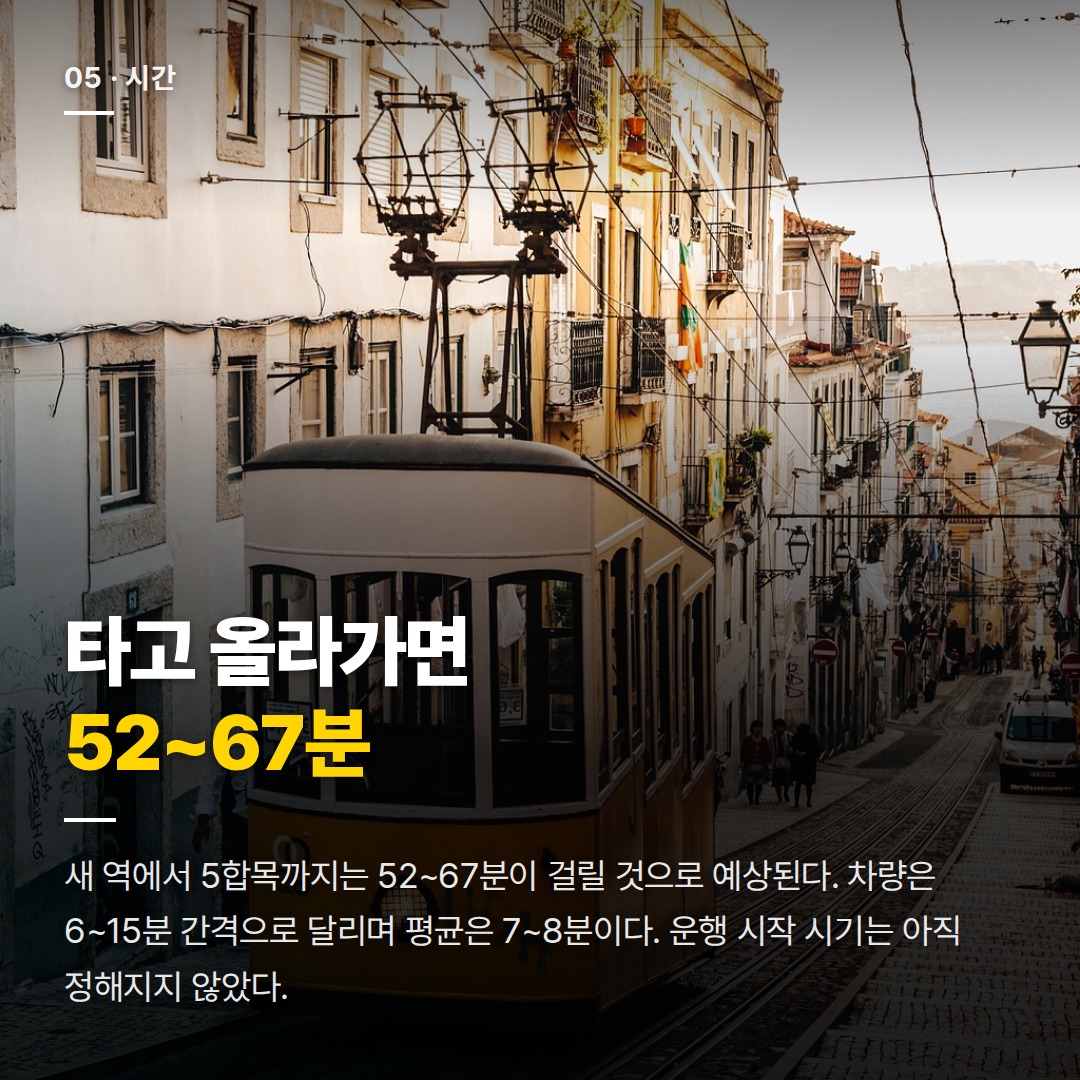 05 · 시간
타고 올라가면
52~67분
새 역에서 5합목까지는 52~67분이 걸릴 것으로 예상된다. 차량은
6~15분 간격으로 달리며 평균은 7~8분이다. 운행 시작 시기는 아직
정해지지 않았다.